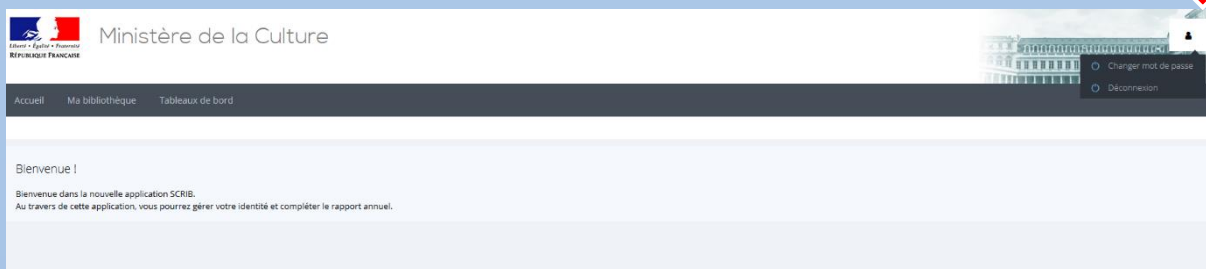 Liberté • Égalité • Fraternité
RÉPUBLIQUE FRANÇAISE
Ministère de la Culture
Changer mot de passe
Déconnexion
Accueil Ma bibliothèque Tableaux de bord
Bienvenue !
Bienvenue dans la nouvelle application SCRIB.
Au travers de cette application, vous pourrez gérer votre identité et compléter le rapport annuel.